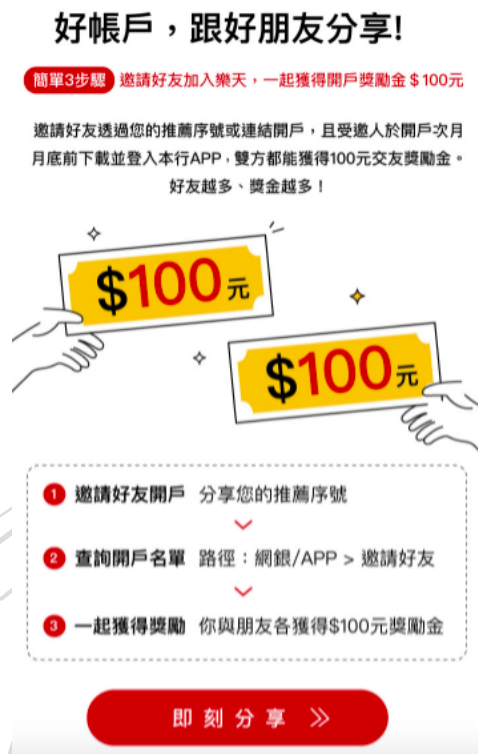 好帳戶，跟好朋友分享!
簡單3步驟 邀請好友加入樂天，一起獲得開戶獎勵金＄100元
邀請好友透過您的推薦序號或連結開戶，且受邀人於開戶次月
月底前下載並登入本行APP，雙方都能獲得100元交友獎勵金。
好友越多、獎金越多！
$100元
$100元
1 邀請好友開戶 分享您的推薦序號
2 查詢開戶名單 路徑：網銀/APP > 邀請好友
3 一起獲得獎勵 你與朋友各獲得$100元獎勵金
即刻分享 》